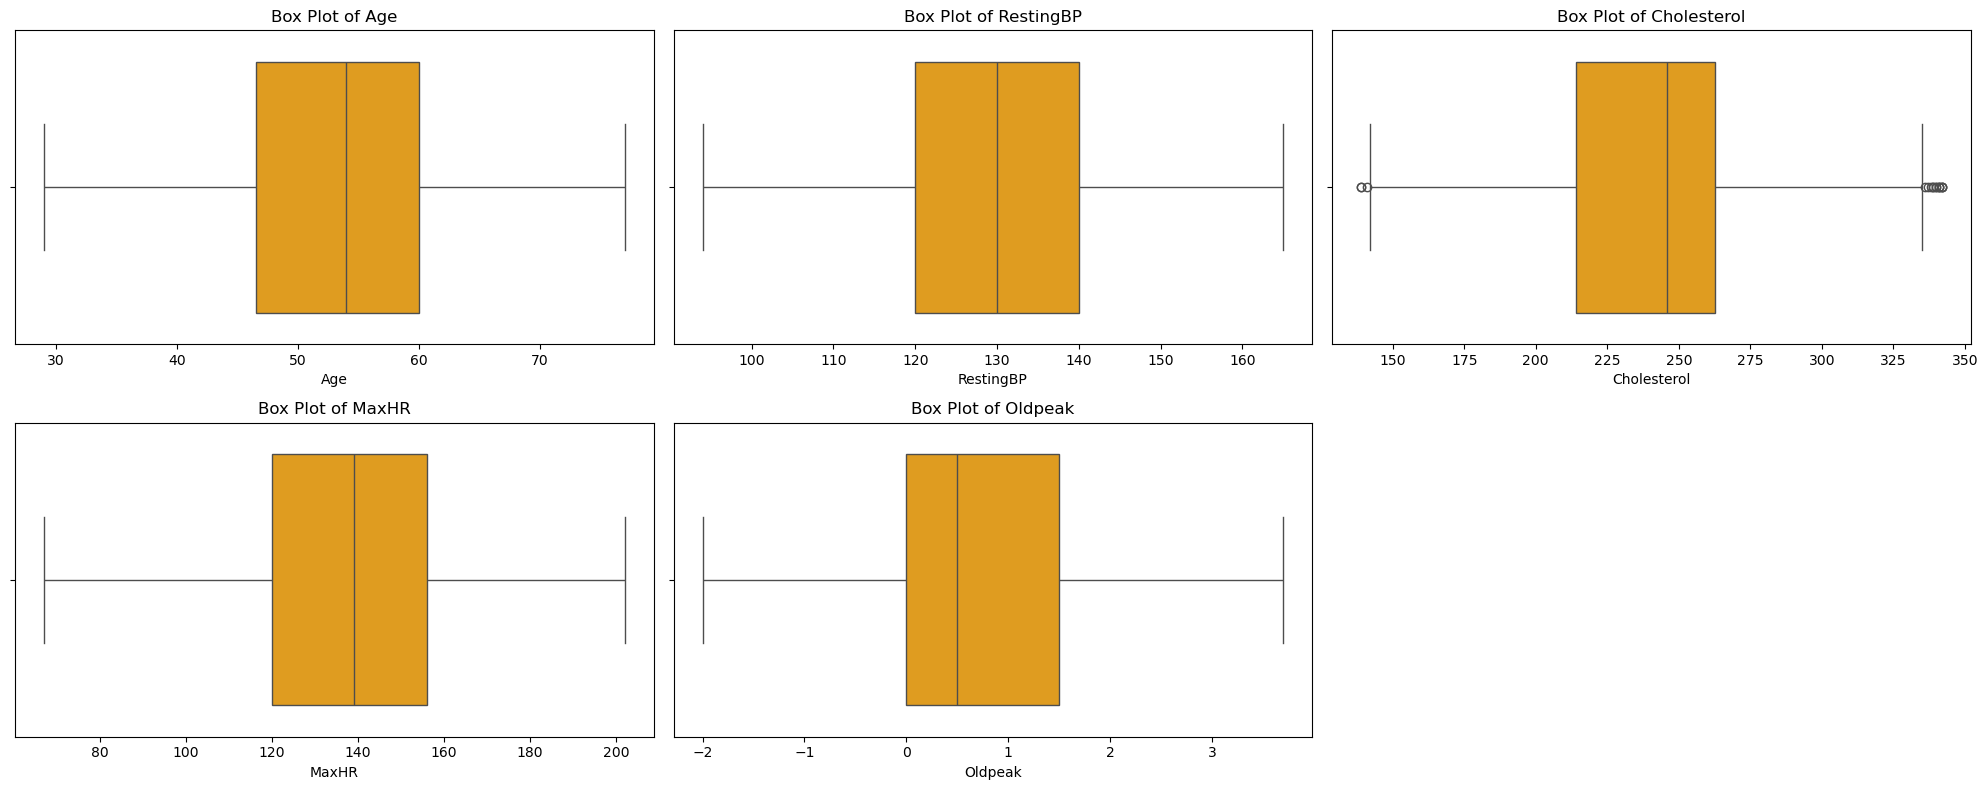 Box Plot of Age
30 40 50 60 70
Age
Box Plot of RestingBP
100 110 120 130 140 150 160
RestingBP
Box Plot of Cholesterol
150 175 200 225 250 275 300 325 350
Cholesterol
Box Plot of MaxHR
80 100 120 140 160 180 200
MaxHR
Box Plot of Oldpeak
−2 −1 0 1 2 3
Oldpeak